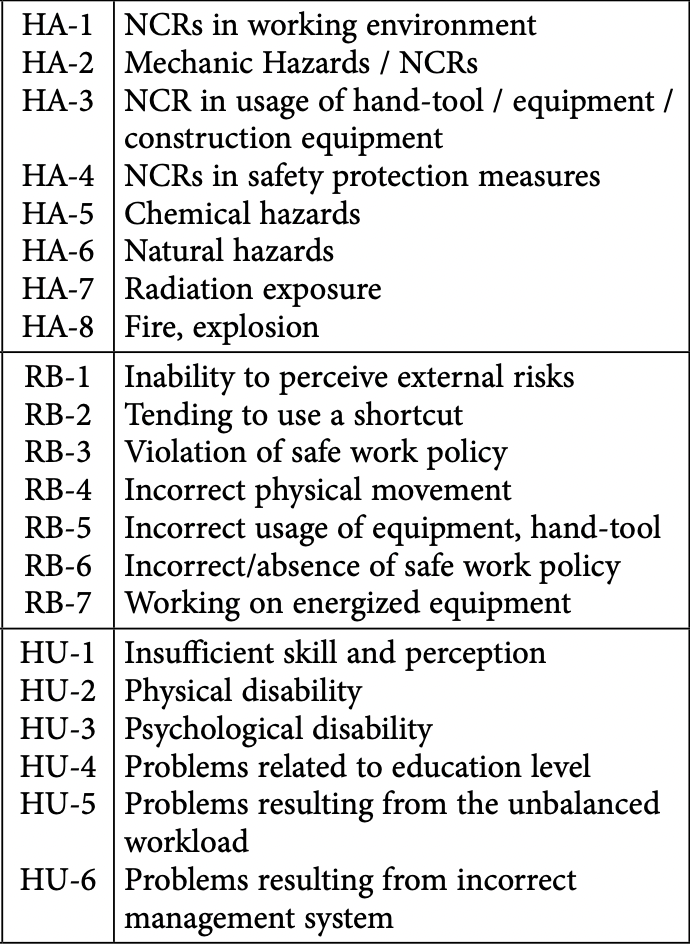 HA-1 NCRs in working environment
HA-2 Mechanic Hazards / NCRs
HA-3 NCR in usage of hand-tool / equipment /
construction equipment
HA-4 NCRs in safety protection measures
HA-5 Chemical hazards
HA-6 Natural hazards
HA-7 Radiation exposure
HA-8 Fire, explosion
RB-1 Inability to perceive external risks
RB-2 Tending to use a shortcut
RB-3 Violation of safe work policy
RB-4 Incorrect physical movement
RB-5 Incorrect usage of equipment, hand-tool
RB-6 Incorrect/absence of safe work policy
RB-7 Working on energized equipment
HU-1 Insufficient skill and perception
HU-2 Physical disability
HU-3 Psychological disability
HU-4 Problems related to education level
HU-5 Problems resulting from the unbalanced
workload
HU-6 Problems resulting from incorrect
management system